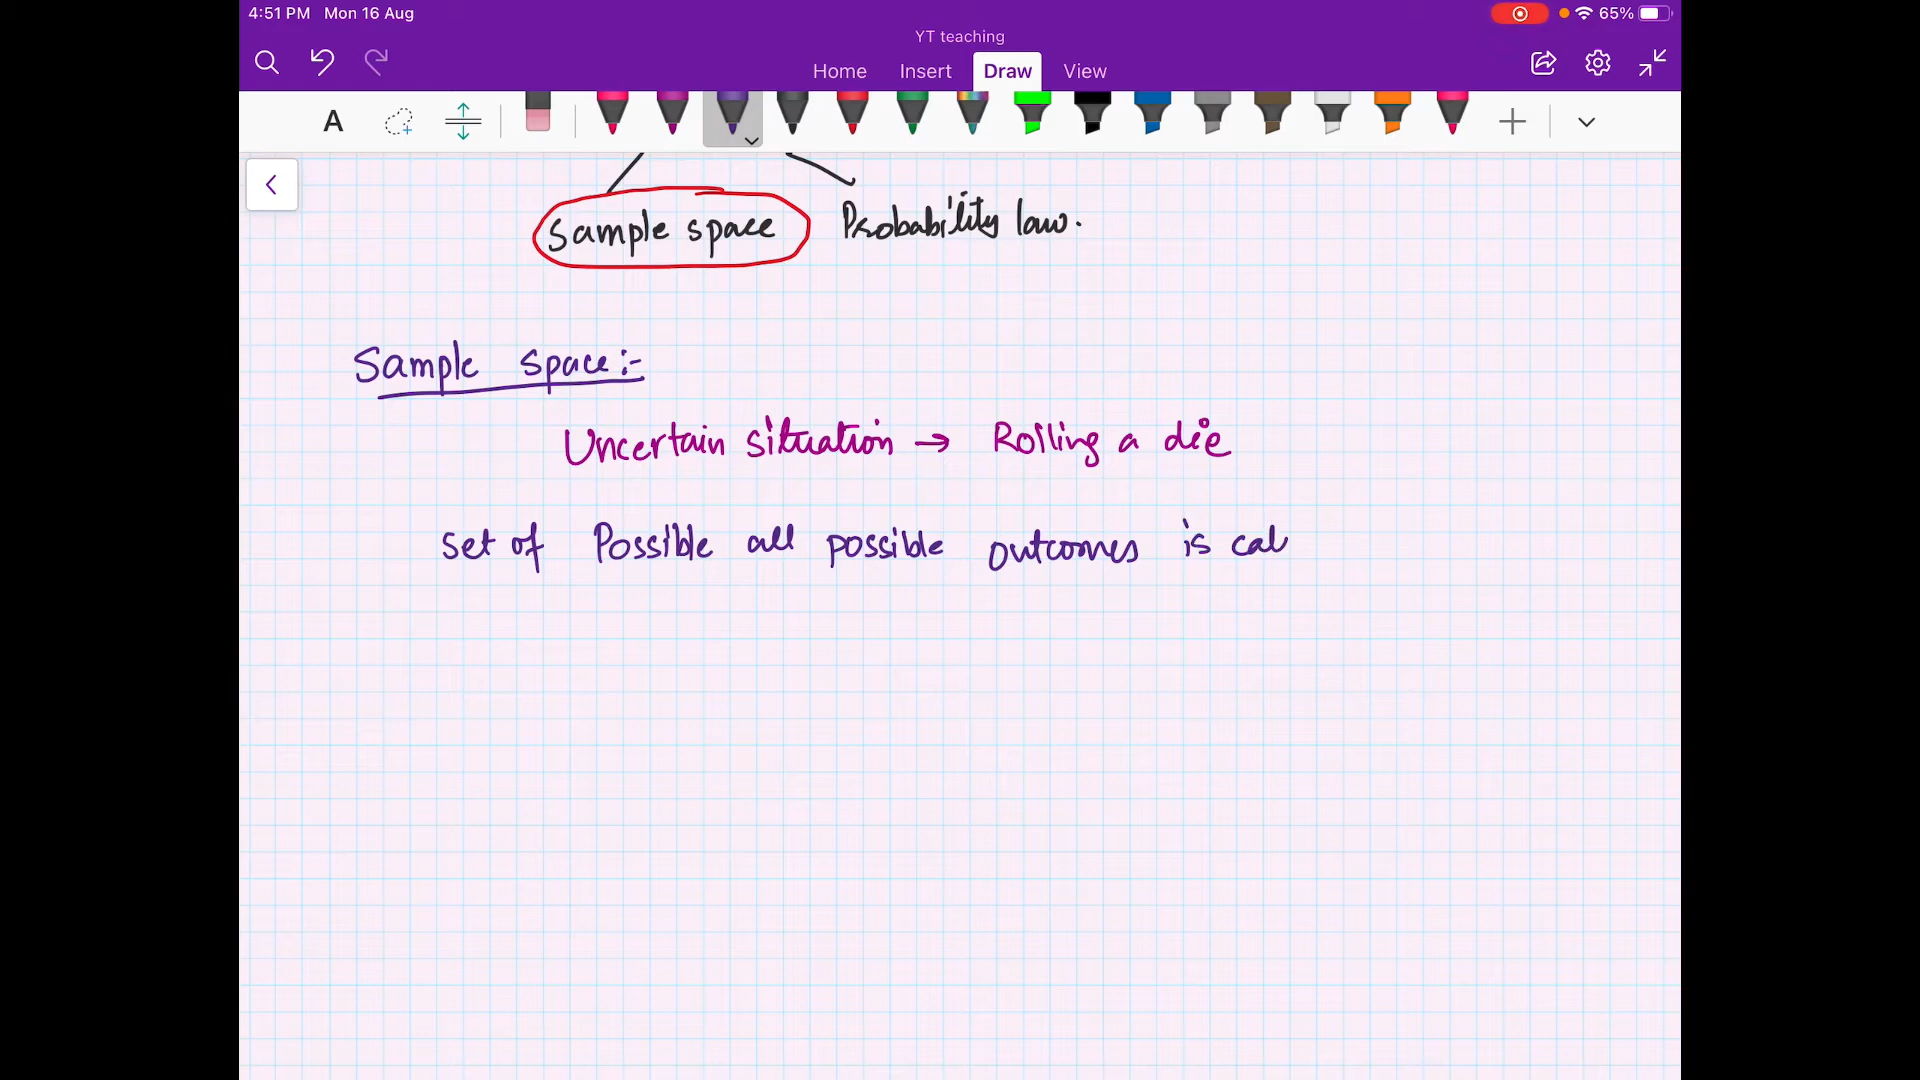 4:51 PM Mon 16 Aug
65%
YT teaching
Home Insert Draw View
A
Sample space Probability law.
Sample space :-
Uncertain situation → Rolling a die
set of Possible all possible outcomes is cal